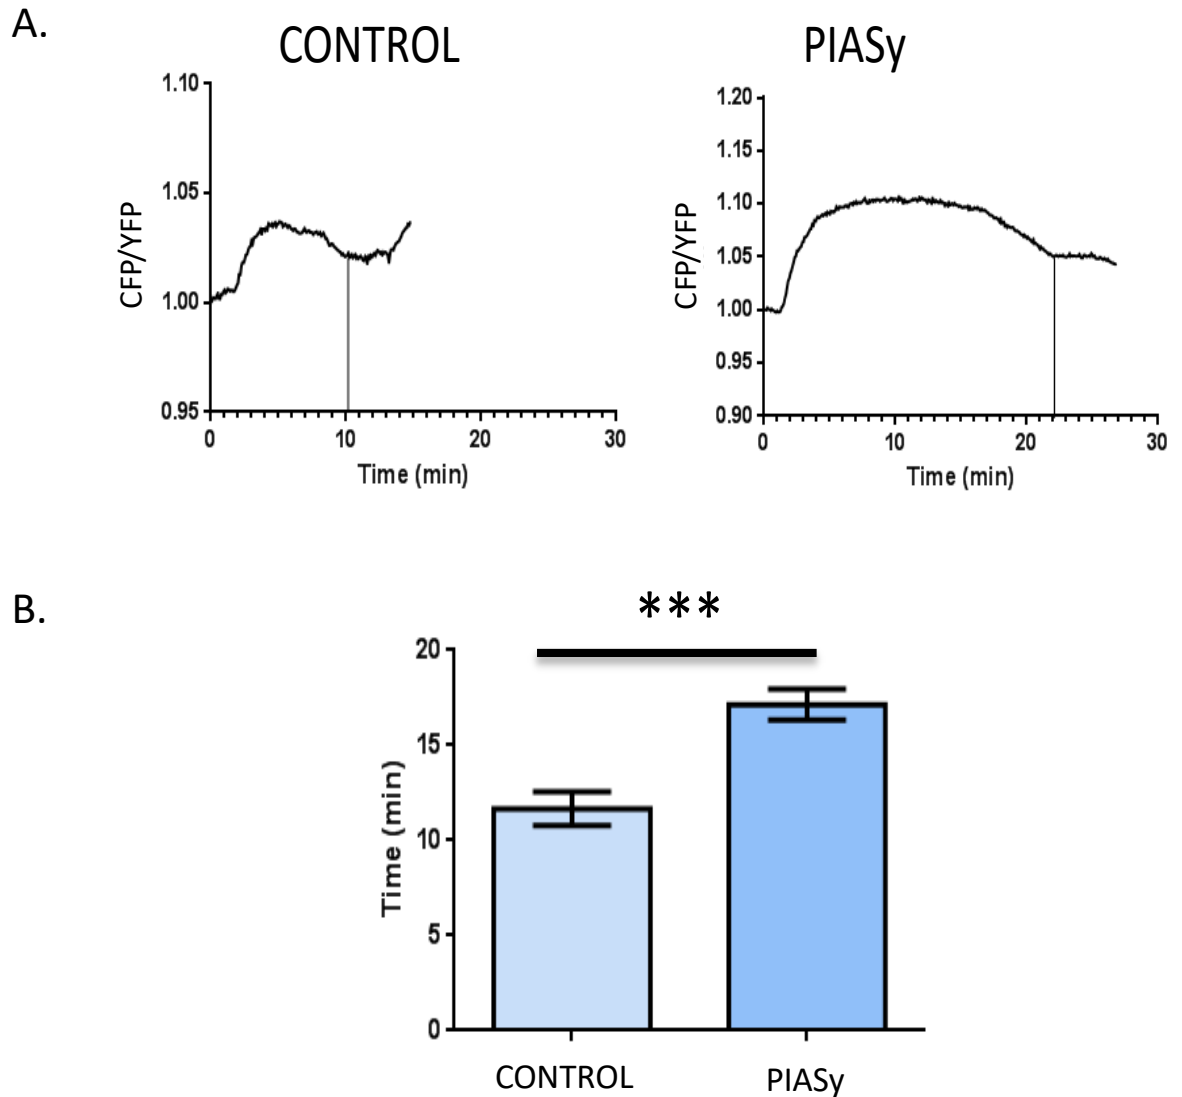 A.
CONTROL
PIASy
1.10
1.05
1.00
0.95
CFP/YFP
0 10 20 30
Time (min)
1.20
1.15
1.10
1.05
1.00
0.95
0.90
CFP/YFP
0 10 20 30
Time (min)
B.
***
20
15
10
5
0
Time (min)
CONTROL
PIASy